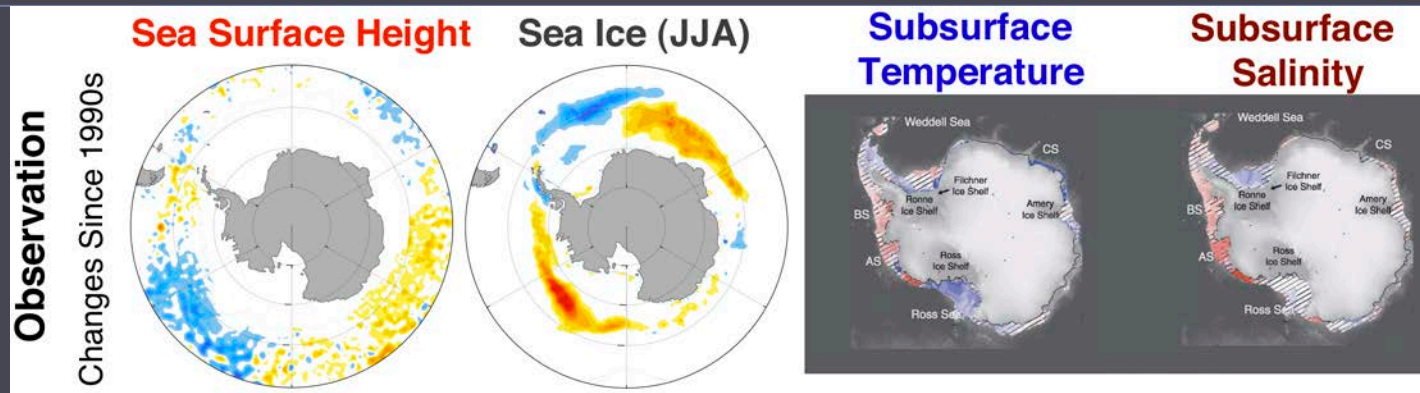 Observation
Changes Since 1990s
Sea Surface Height
Sea Ice (JJA)
Subsurface
Temperature
Weddell Sea
CS
Filchner
Ice Shelf
Ronne
Ice Shelf
Amery
Ice Shelf
BS
AS
Ross
Ice Shelf
Ross Sea
Subsurface
Salinity
Weddell Sea
CS
Filchner
Ice Shelf
Ronne
Ice Shelf
Amery
Ice Shelf
BS
AS
Ross
Ice Shelf
Ross Sea